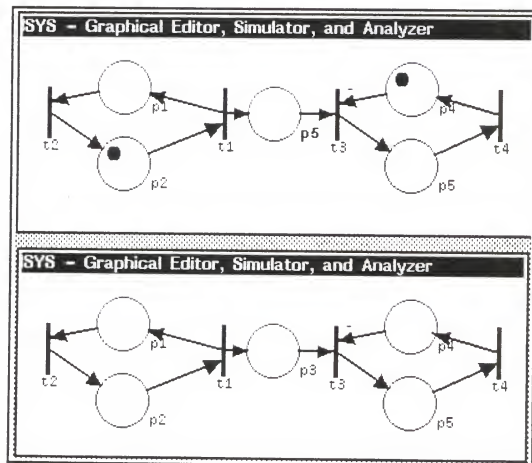 SYS - Graphical Editor, Simulator, and Analyzer
p1 p4
t2 t1 p5 t3 t4
p2 p5
SYS - Graphical Editor, Simulator, and Analyzer
p1 p4
t2 t1 p3 t3 t4
p2 p5